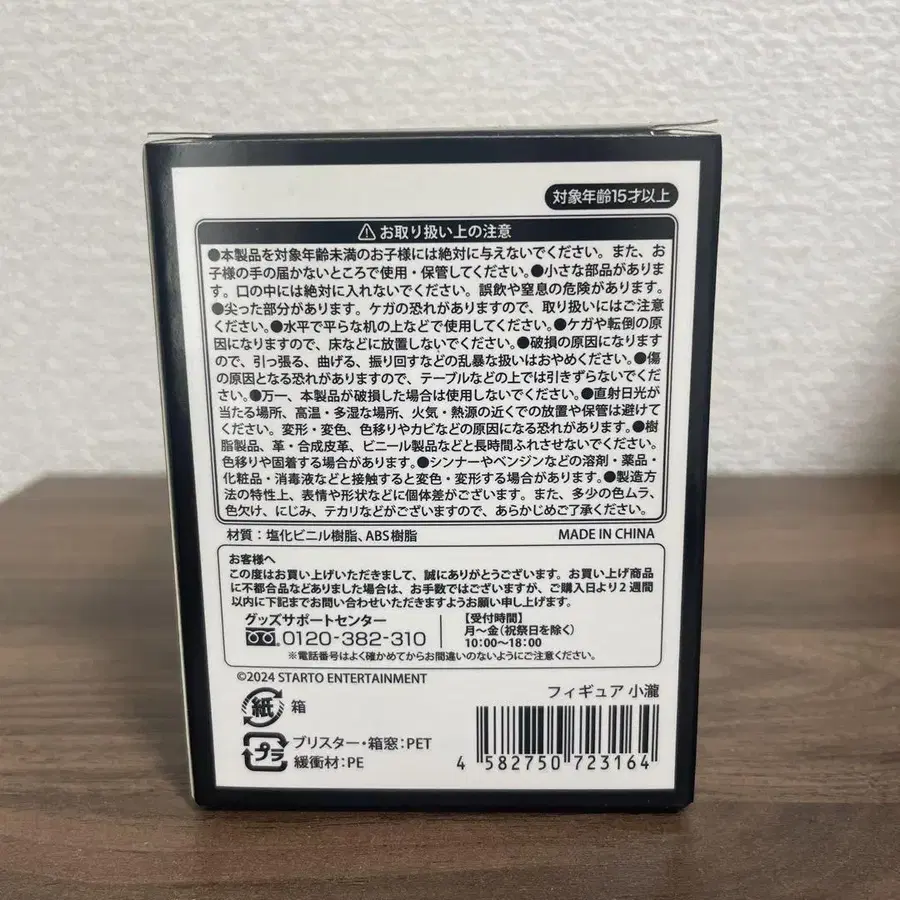 対象年齢15才以上
⚠お取り扱い上の注意
●本製品を対象年齢未満のお子様には絶対に与えないでください。また、お
子様の手の届かないところで使用・保管してください。●小さな部品がありま
す。口の中には絶対に入れないでください。誤飲や窒息の危険があります。
●尖った部分があります。ケガの恐れがありますので、取り扱いにはご注意
ください。●水平で平らな机の上などで使用してください。●ケガや転倒の原
因になりますので、床などに放置しないでください。●破損の原因になります
ので、引っ張る、曲げる、振り回すなどの乱暴な扱いはおやめください。●傷
の原因となる恐れがありますので、テーブルなどの上では引きずらないでくだ
さい。●万一、本製品が破損した場合は使用しないでください。●直射日光が
当たる場所、高温・多湿な場所、火気・熱源の近くでの放置や保管は避けて
ください。変形・変色、色移りやカビなどの原因になる恐れがあります。●樹
脂製品、革・合成皮革、ビニール製品などと長時間ふれさせないでください。
色移りや固着する場合があります。●シンナーやベンジンなどの溶剤・薬品・
化粧品・消毒液などと接触すると変色・変形する場合があります。●製造方
法の特性上、表情や形状などに個体差がございます。また、多少の色ムラ、
色欠け、にじみ、テカリなどがございますので、あらかじめご了承ください。
材質：塩化ビニル樹脂、ABS樹脂 MADE IN CHINA
お客様へ
この度はお買い上げいただきまして、誠にありがとうございます。お買い上げ商品
に不都合品などありました場合は、お手数ではございますが、ご購入日より2週間
以内に下記までお問い合わせいただきますようお願い申し上げます。
グッズサポートセンター
0120-382-310
【受付時間】
月～金(祝祭日を除く)
10:00～18:00
※電話番号はよく確かめてからお間違いのないようにご注意ください。
©2024 STARTO ENTERTAINMENT
紙 箱
プラ ブリスター・箱窓：PET
緩衝材：PE
フィギュア 小瀧
4 582750 723164